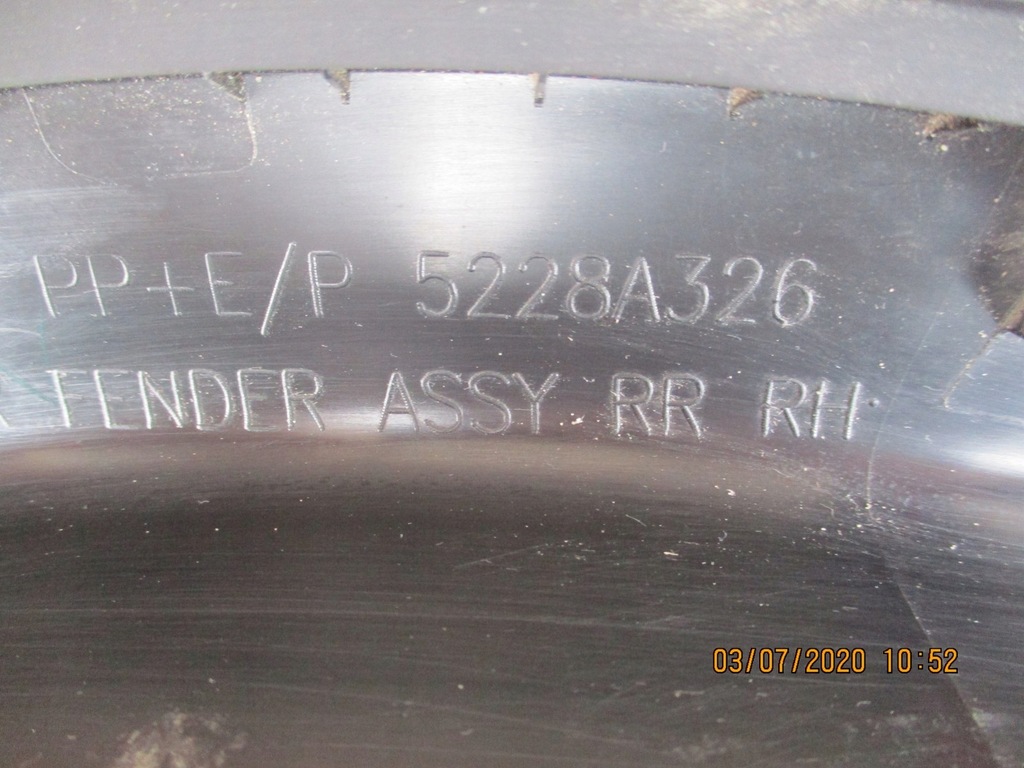 PP+E/P 5228A326
FENDER ASSY RR RH
03/07/2020 10:52